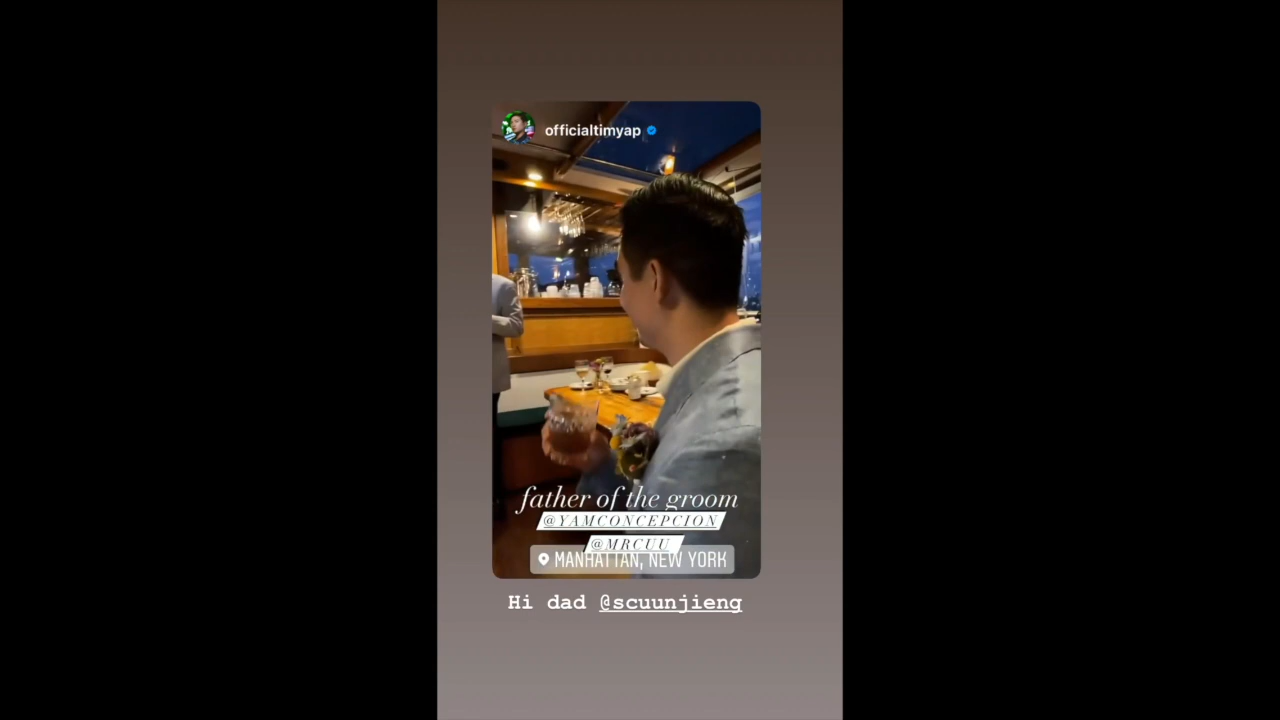 officialtimyap
father of the groom
@YAMCONCEPCION
@MRCUU
MANHATTAN, NEW YORK
Hi dad @scuunjieng